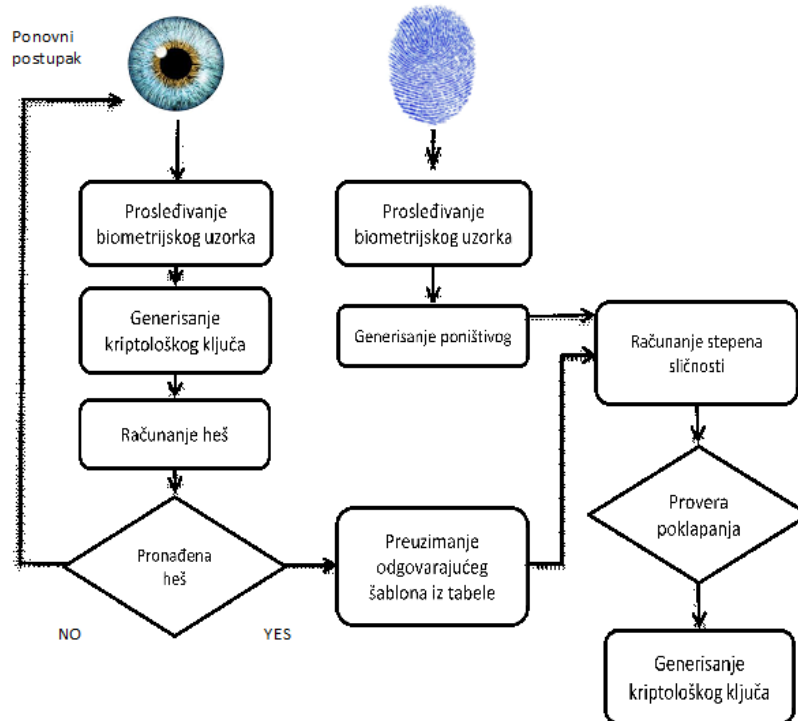 Ponovni
postupak
Prosleđivanje
biometrijskog uzorka
Prosleđivanje
biometrijskog uzorka
Generisanje
kriptološkog ključa
Generisanje poništivog
Računanje stepena
sličnosti
Računanje heš
Provera
poklapanja
Pronađena
heš
Preuzimanje
odgovarajućeg
šablona iz tabele
NO
YES
Generisanje
kriptološkog ključa